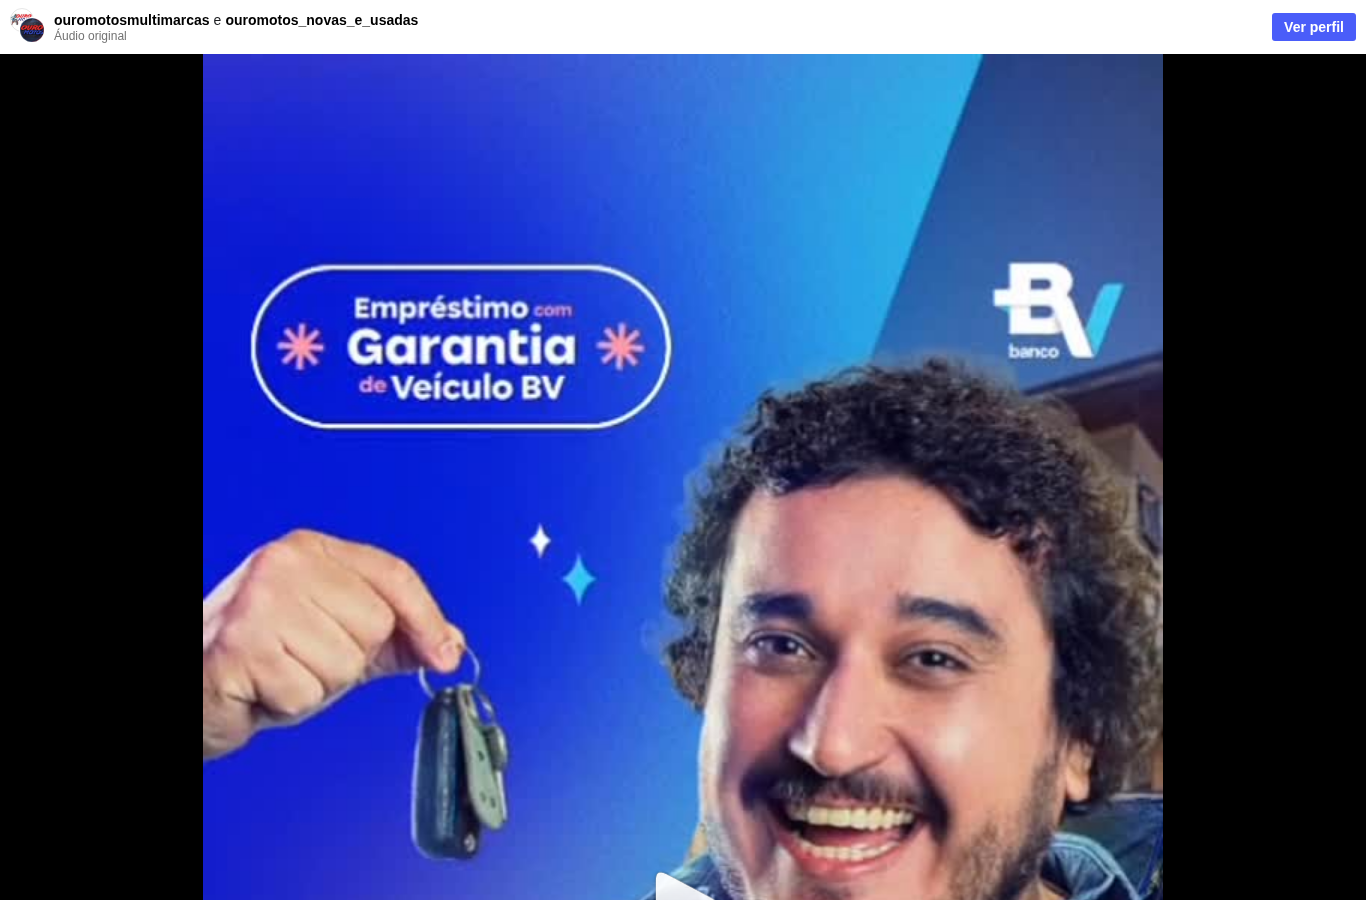 ouromotosmultimarcas e ouromotos_novas_e_usadas
Áudio original
Ver perfil
Empréstimo com
Garantia
de Veículo BV
BV
banco